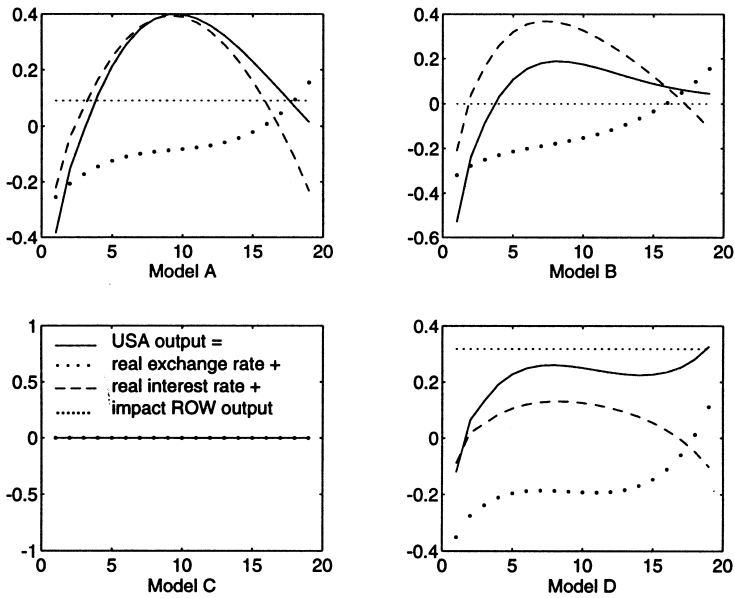 0.4
0.2
0
-0.2
-0.4
0 5 10 15 20
Model A
0.4
0.2
0
-0.2
-0.4
-0.6
0 5 10 15 20
Model B
1
0.5
0
-0.5
-1
USA output =
real exchange rate +
real interest rate +
impact ROW output
0 5 10 15 20
Model C
0.4
0.2
0
-0.2
-0.4
0 5 10 15 20
Model D